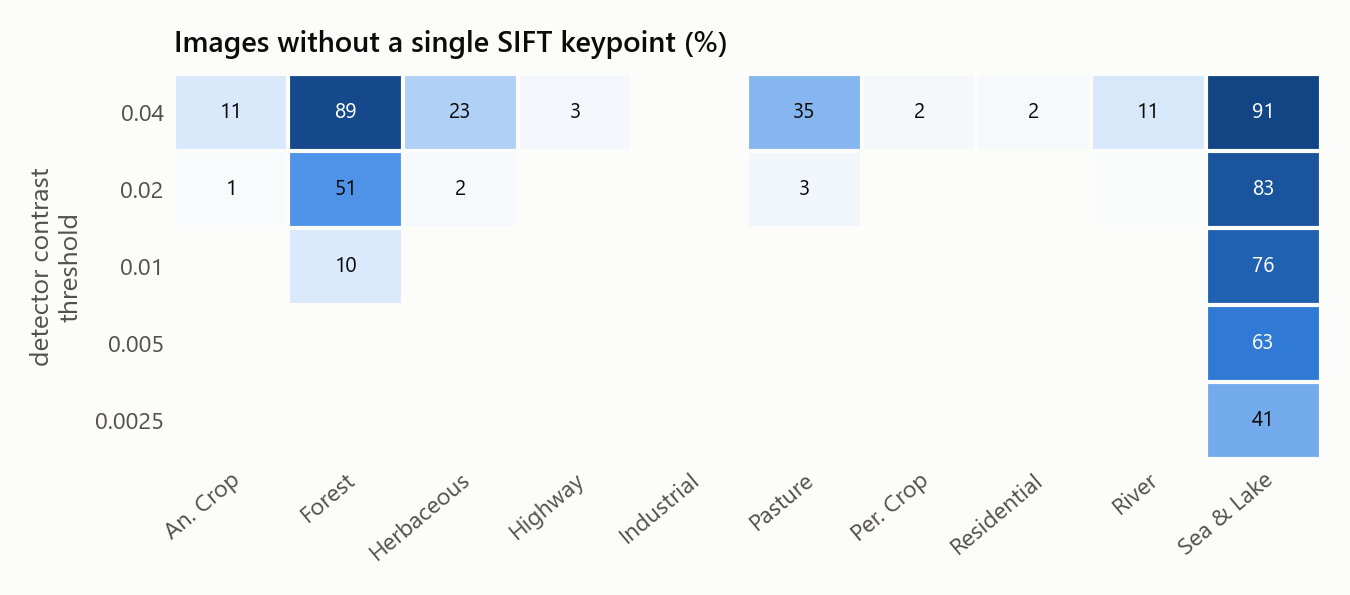 Images without a single SIFT keypoint (%)
0.04 11 89 23 3 35 2 2 11 91
0.02 1 51 2 3 83
0.01 10 76
0.005 63
0.0025 41
detector contrast
threshold
An. Crop Forest Herbaceous Highway Industrial Pasture Per. Crop Residential River Sea & Lake